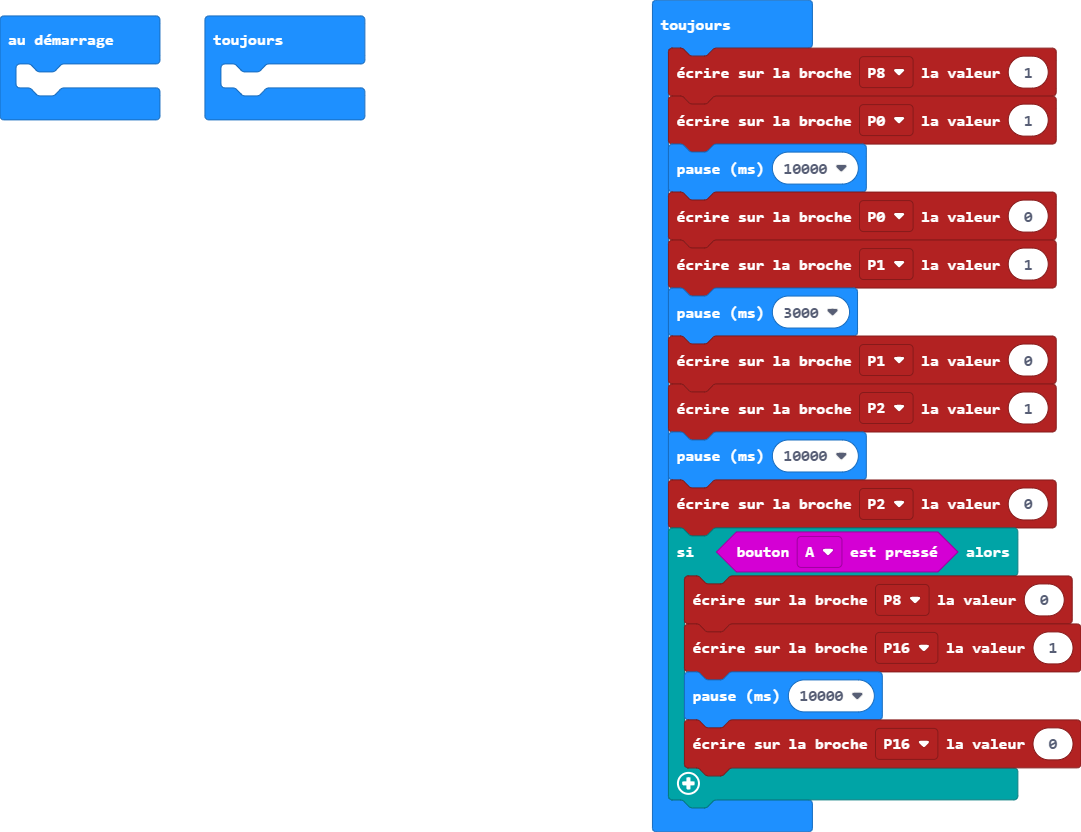 au démarrage
toujours
toujours
écrire sur la broche P8 la valeur 1
écrire sur la broche P0 la valeur 1
pause (ms) 10000
écrire sur la broche P0 la valeur 0
écrire sur la broche P1 la valeur 1
pause (ms) 3000
écrire sur la broche P1 la valeur 0
écrire sur la broche P2 la valeur 1
pause (ms) 10000
écrire sur la broche P2 la valeur 0
si bouton A est pressé alors
écrire sur la broche P8 la valeur 0
écrire sur la broche P16 la valeur 1
pause (ms) 10000
écrire sur la broche P16 la valeur 0